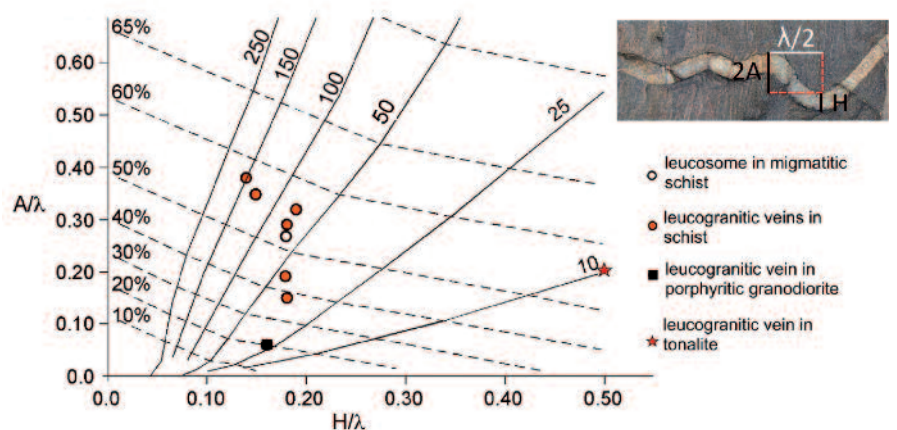 65%
0.60
60%
0.50
0.40
50%
A/λ
0.30
40%
30%
0.20
20%
0.10
10%
0.0
250
150
100
50
25
10
0.00
0.10
0.20
0.30
0.40
0.50
H/λ
λ/2
2A
H
leucosome in migmatitic
schist
leucogranitic veins in
schist
leucogranitic vein in
porphyritic granodiorite
leucogranitic vein in
tonalite